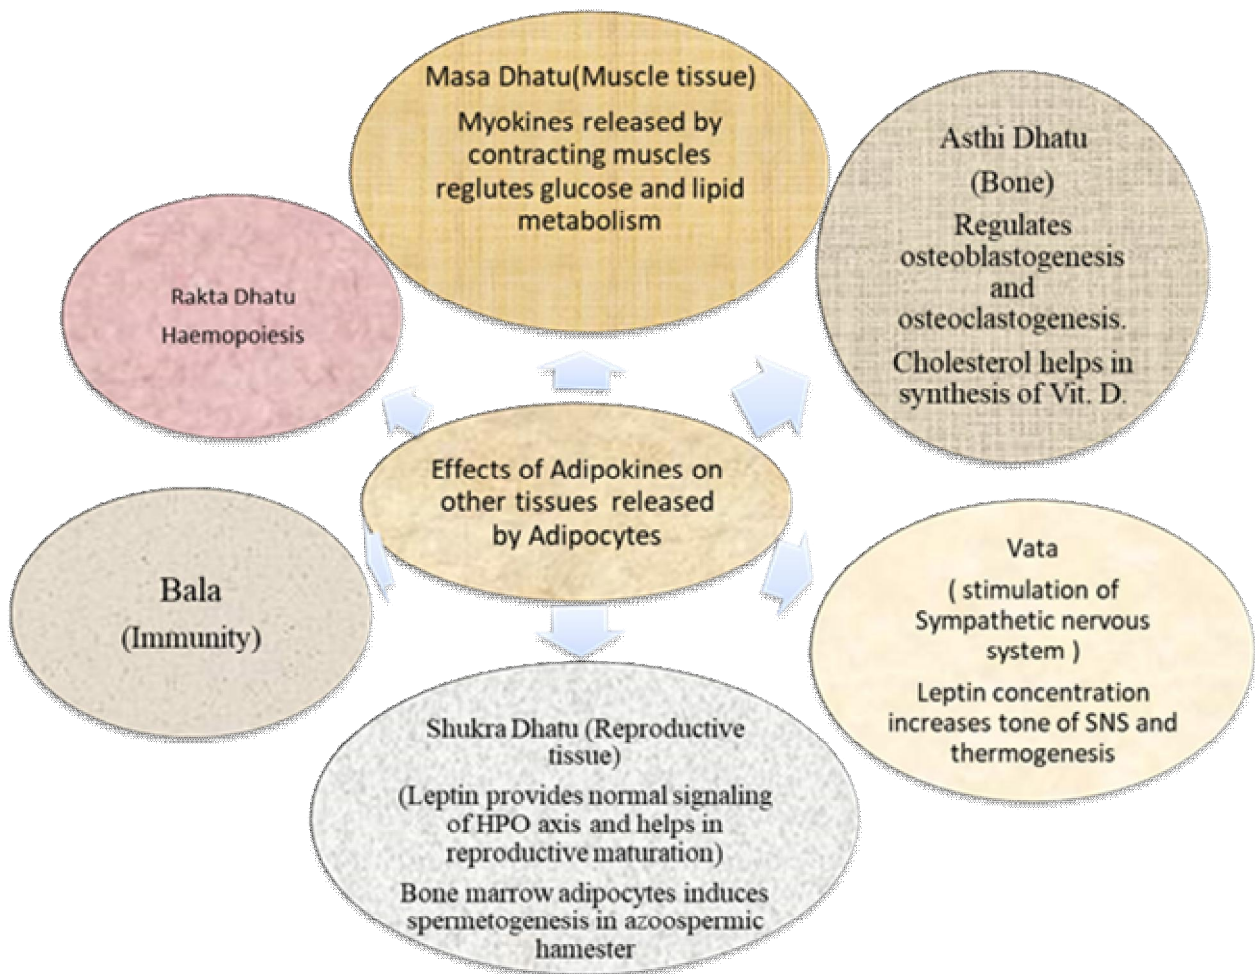 Masa Dhatu(Muscle tissue)
Myokines released by
contracting muscles
reglutes glucose and lipid
metabolism
Asthi Dhatu
(Bone)
Regulates
osteoblastogenesis
and
osteoclastogenesis.
Cholesterol helps in
synthesis of Vit. D.
Rakta Dhatu
Haemopoiesis
Effects of Adipokines on
other tissues released
by Adipocytes
Bala
(Immunity)
Vata
( stimulation of
Sympathetic nervous
system )
Leptin concentration
increases tone of SNS and
thermogenesis
Shukra Dhatu (Reproductive
tissue)
(Leptin provides normal signaling
of HPO axis and helps in
reproductive maturation)
Bone marrow adipocytes induces
spermetogenesis in azoospermic
hamester